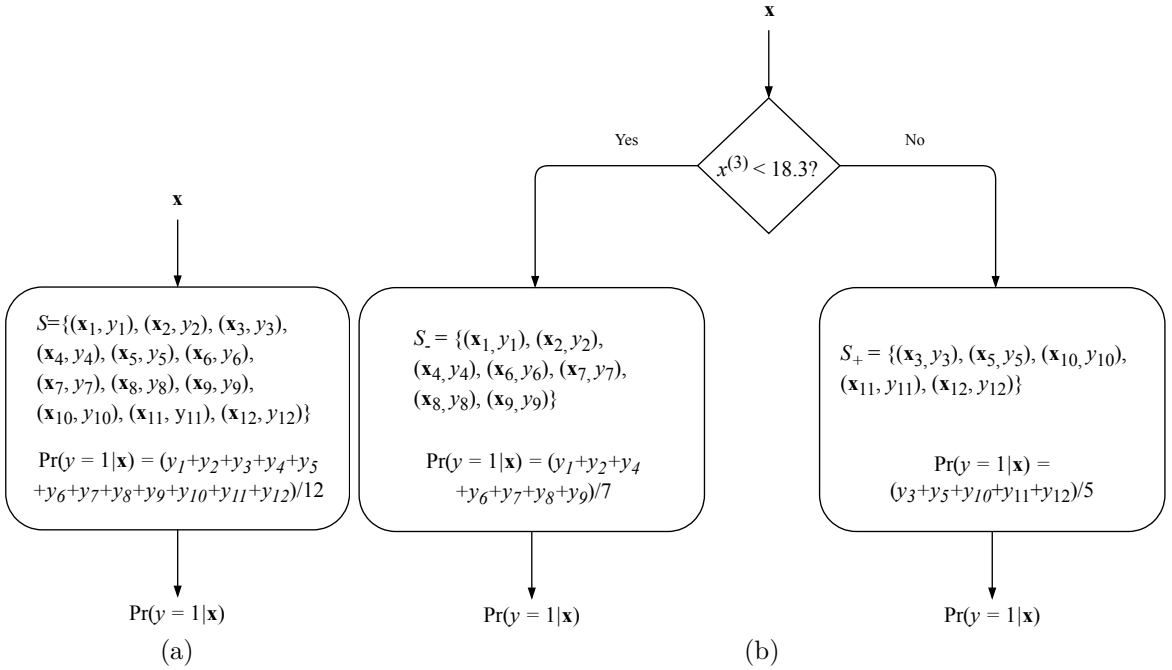 x
Yes
No
x⁽³⁾ < 18.3?
x
S={(x₁, y₁), (x₂, y₂), (x₃, y₃),
(x₄, y₄), (x₅, y₅), (x₆, y₆),
(x₇, y₇), (x₈, y₈), (x₉, y₉),
(x₁₀, y₁₀), (x₁₁, y₁₁), (x₁₂, y₁₂)}
Pr(y = 1|x) = (y₁+y₂+y₃+y₄+y₅
+y₆+y₇+y₈+y₉+y₁₀+y₁₁+y₁₂)/12
Pr(y = 1|x)
(a)
S₋ = {(x₁, y₁), (x₂, y₂),
(x₄, y₄), (x₆, y₆), (x₇, y₇),
(x₈, y₈), (x₉, y₉)}
Pr(y = 1|x) = (y₁+y₂+y₄
+y₆+y₇+y₈+y₉)/7
Pr(y = 1|x)
S₊ = {(x₃, y₃), (x₅, y₅), (x₁₀, y₁₀),
(x₁₁, y₁₁), (x₁₂, y₁₂)}
Pr(y = 1|x) =
(y₃+y₅+y₁₀+y₁₁+y₁₂)/5
Pr(y = 1|x)
(b)